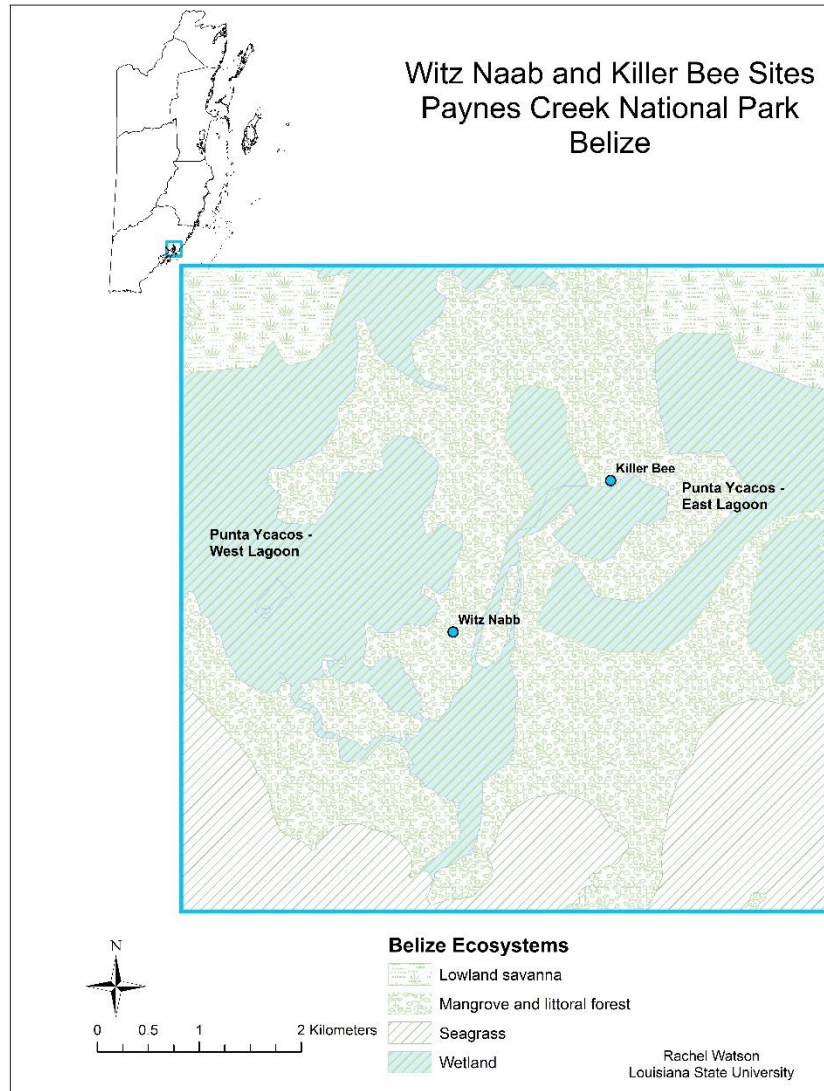 Witz Naab and Killer Bee Sites
Paynes Creek National Park
Belize
Killer Bee
Punta Ycacos -
East Lagoon
Punta Ycacos -
West Lagoon
Witz Nabb
N
0 0.5 1 2 Kilometers
Belize Ecosystems
Lowland savanna
Mangrove and littoral forest
Seagrass
Wetland
Rachel Watson
Louisiana State University